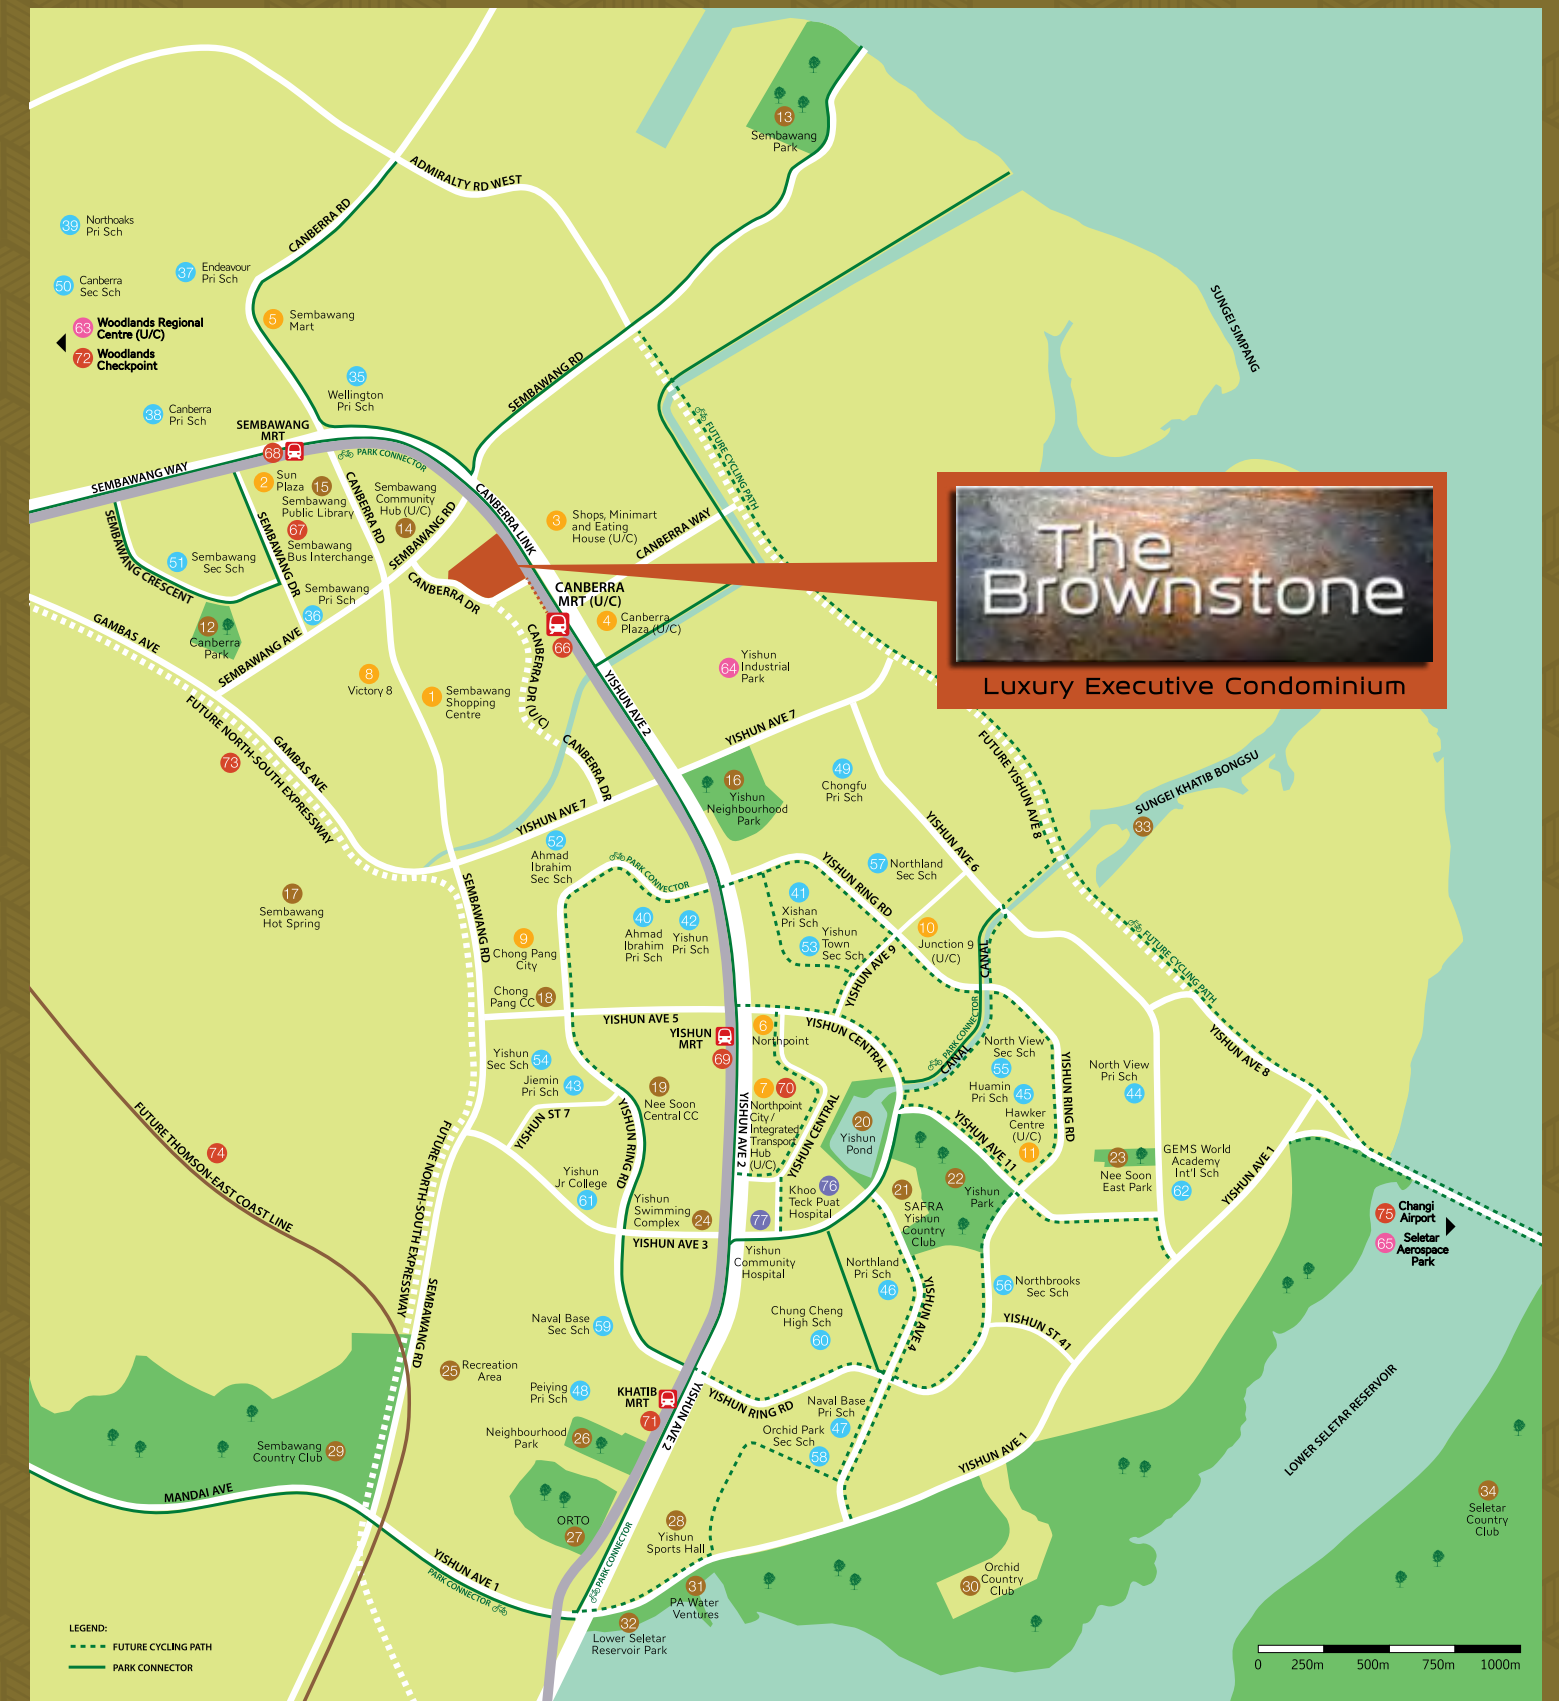 13
Sembawang
Park
ADMIRALTY RD WEST
CANBERRA RD
39
Northoaks
Pri Sch
37
Endeavour
Pri Sch
50
Canberra
Sec Sch
63
Woodlands Regional
Centre (U/C)
72
Woodlands
Checkpoint
5
Sembawang
Mart
35
Wellington
Pri Sch
38
Canberra
Pri Sch
SEMBAWANG RD
SUNGEI SIMPANG
SEMBAWANG
MRT
68
SEMBAWANG WAY
PARK CONNECTOR
FUTURE CYCLING PATH
2
Sun
Plaza
15
Sembawang
Public Library
67
Sembawang
Bus Interchange
CANBERRA RD
Sembawang
Community
Hub (U/C)
14
SEMBAWANG RD
CANBERRA LINK
3
Shops, Minimart
and Eating
House (U/C)
CANBERRA WAY
SEMBAWANG CRESCENT
SEMBAWANG DR
51
Sembawang
Sec Sch
Sembawang
Pri Sch
36
CANBERRA DR
CANBERRA
MRT (U/C)
66
4
Canberra
Plaza (U/C)
The
Brownstone
Luxury Executive Condominium
12
Canberra
Park
GAMBAS AVE
SEMBAWANG AVE
8
Victory 8
1
Sembawang
Shopping
Centre
CANBERRA DR (U/C)
YISHUN AVE 2
64
Yishun
Industrial
Park
FUTURE NORTH-SOUTH EXPRESSWAY
GAMBAS AVE
73
CANBERRA DR
YISHUN AVE 7
YISHUN AVE 7
16
Yishun
Neighbourhood
Park
49
Chongfu
Pri Sch
FUTURE YISHUN AVE 8
SUNGEI KHATIB BONGSU
33
52
Ahmad
Ibrahim
Sec Sch
PARK CONNECTOR
YISHUN RING RD
57
Northland
Sec Sch
YISHUN AVE 6
17
Sembawang
Hot Spring
SEMBAWANG RD
9
Chong Pang
City
40
Ahmad
Ibrahim
Pri Sch
42
Yishun
Pri Sch
41
Xishan
Pri Sch
53
Yishun
Town
Sec Sch
YISHUN AVE 9
10
Junction 9
(U/C)
CANAL
FUTURE CYCLING PATH
Chong
Pang CC
18
YISHUN AVE 5
YISHUN
MRT
69
6
Northpoint
YISHUN CENTRAL
PARK CONNECTOR
CANAL
North View
Sec Sch
55
Huamin
Pri Sch
45
Hawker
Centre
(U/C)
11
YISHUN RING RD
North View
Pri Sch
44
YISHUN AVE 8
Yishun
Sec Sch
54
Jiemin
Pri Sch
43
YISHUN ST 7
19
Nee Soon
Central CC
YISHUN RING RD
YISHUN AVE 2
7
70
Northpoint
City /
Integrated
Transport
Hub
(U/C)
YISHUN CENTRAL
20
Yishun
Pond
YISHUN AVE 11
23
Nee Soon
East Park
GEMS World
Academy
Int'l Sch
62
YISHUN AVE 1
FUTURE THOMSON-EAST COAST LINE
74
FUTURE NORTH-SOUTH EXPRESSWAY
Yishun
Jr College
61
Yishun
Swimming
Complex
24
YISHUN AVE 3
77
Yishun
Community
Hospital
Khoo
Teck Puat
Hospital
76
21
SAFRA
Yishun
Country
Club
22
Yishun
Park
75
Changi
Airport
65
Seletar
Aerospace
Park
SEMBAWANG RD
Naval Base
Sec Sch
59
Northland
Pri Sch
46
YISHUN AVE 4
56
Northbrooks
Sec Sch
YISHUN ST 41
Chung Cheng
High Sch
60
25
Recreation
Area
Peiying
Pri Sch
48
KHATIB
MRT
71
YISHUN AVE 2
YISHUN RING RD
Naval Base
Pri Sch
47
Orchid Park
Sec Sch
58
LOWER SELETAR RESERVOIR
Neighbourhood
Park
26
Sembawang
Country Club
29
MANDAI AVE
YISHUN AVE 1
ORTO
27
28
Yishun
Sports Hall
34
Seletar
Country
Club
YISHUN AVE 1
PARK CONNECTOR
PARK CONNECTOR
31
PA Water
Ventures
32
Lower Seletar
Reservoir Park
30
Orchid
Country
Club
LEGEND:
FUTURE CYCLING PATH
PARK CONNECTOR
0 250m 500m 750m 1000m